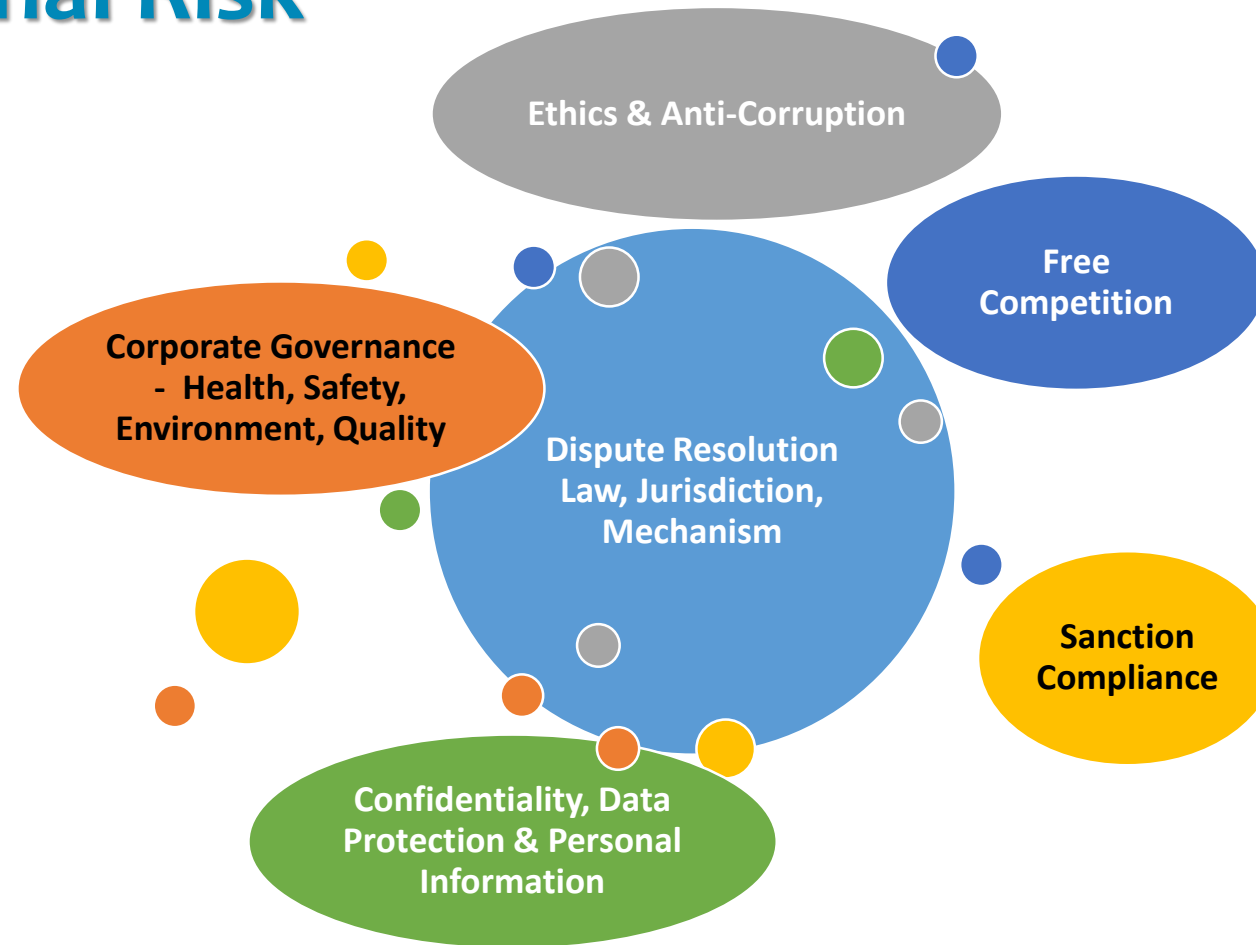 Risk
Ethics & Anti-Corruption
Free
Competition
Corporate Governance
- Health, Safety,
Environment, Quality
Dispute Resolution
Law, Jurisdiction,
Mechanism
Sanction
Compliance
Confidentiality, Data
Protection & Personal
Information